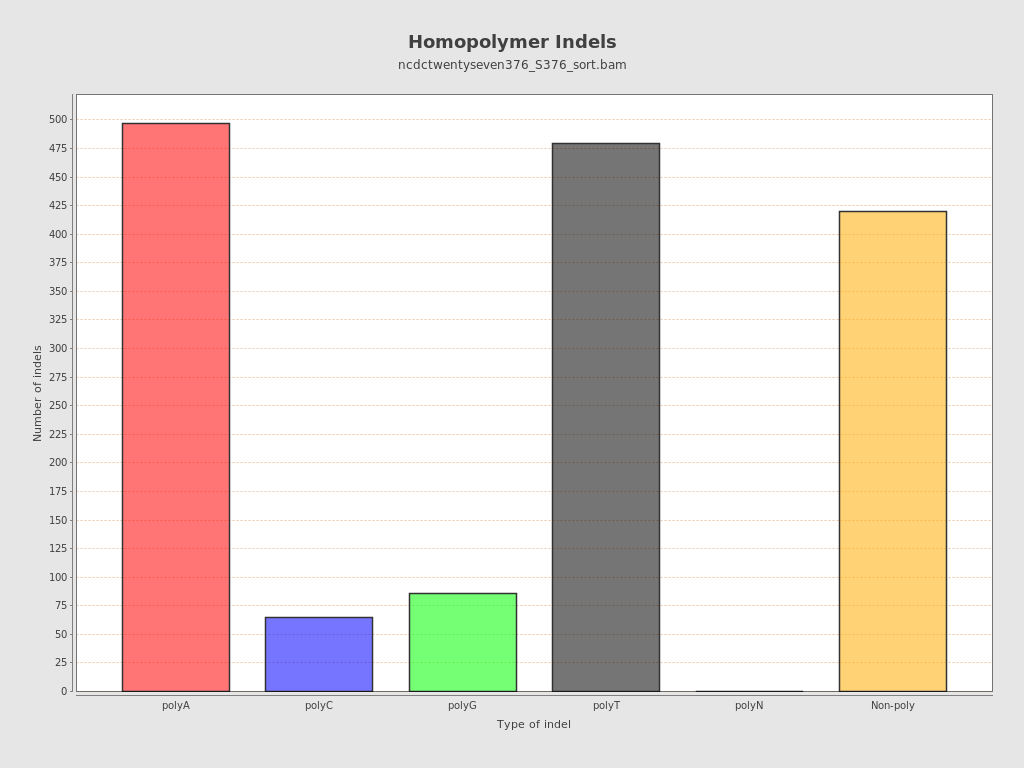 Homopolymer Indels
ncdctwentyseven376_S376_sort.bam
500
475
450
425
400
375
350
325
300
275
250
225
200
175
150
125
100
75
50
25
0
Number of indels
polyA
polyC
polyG
polyT
polyN
Non-poly
Type of indel